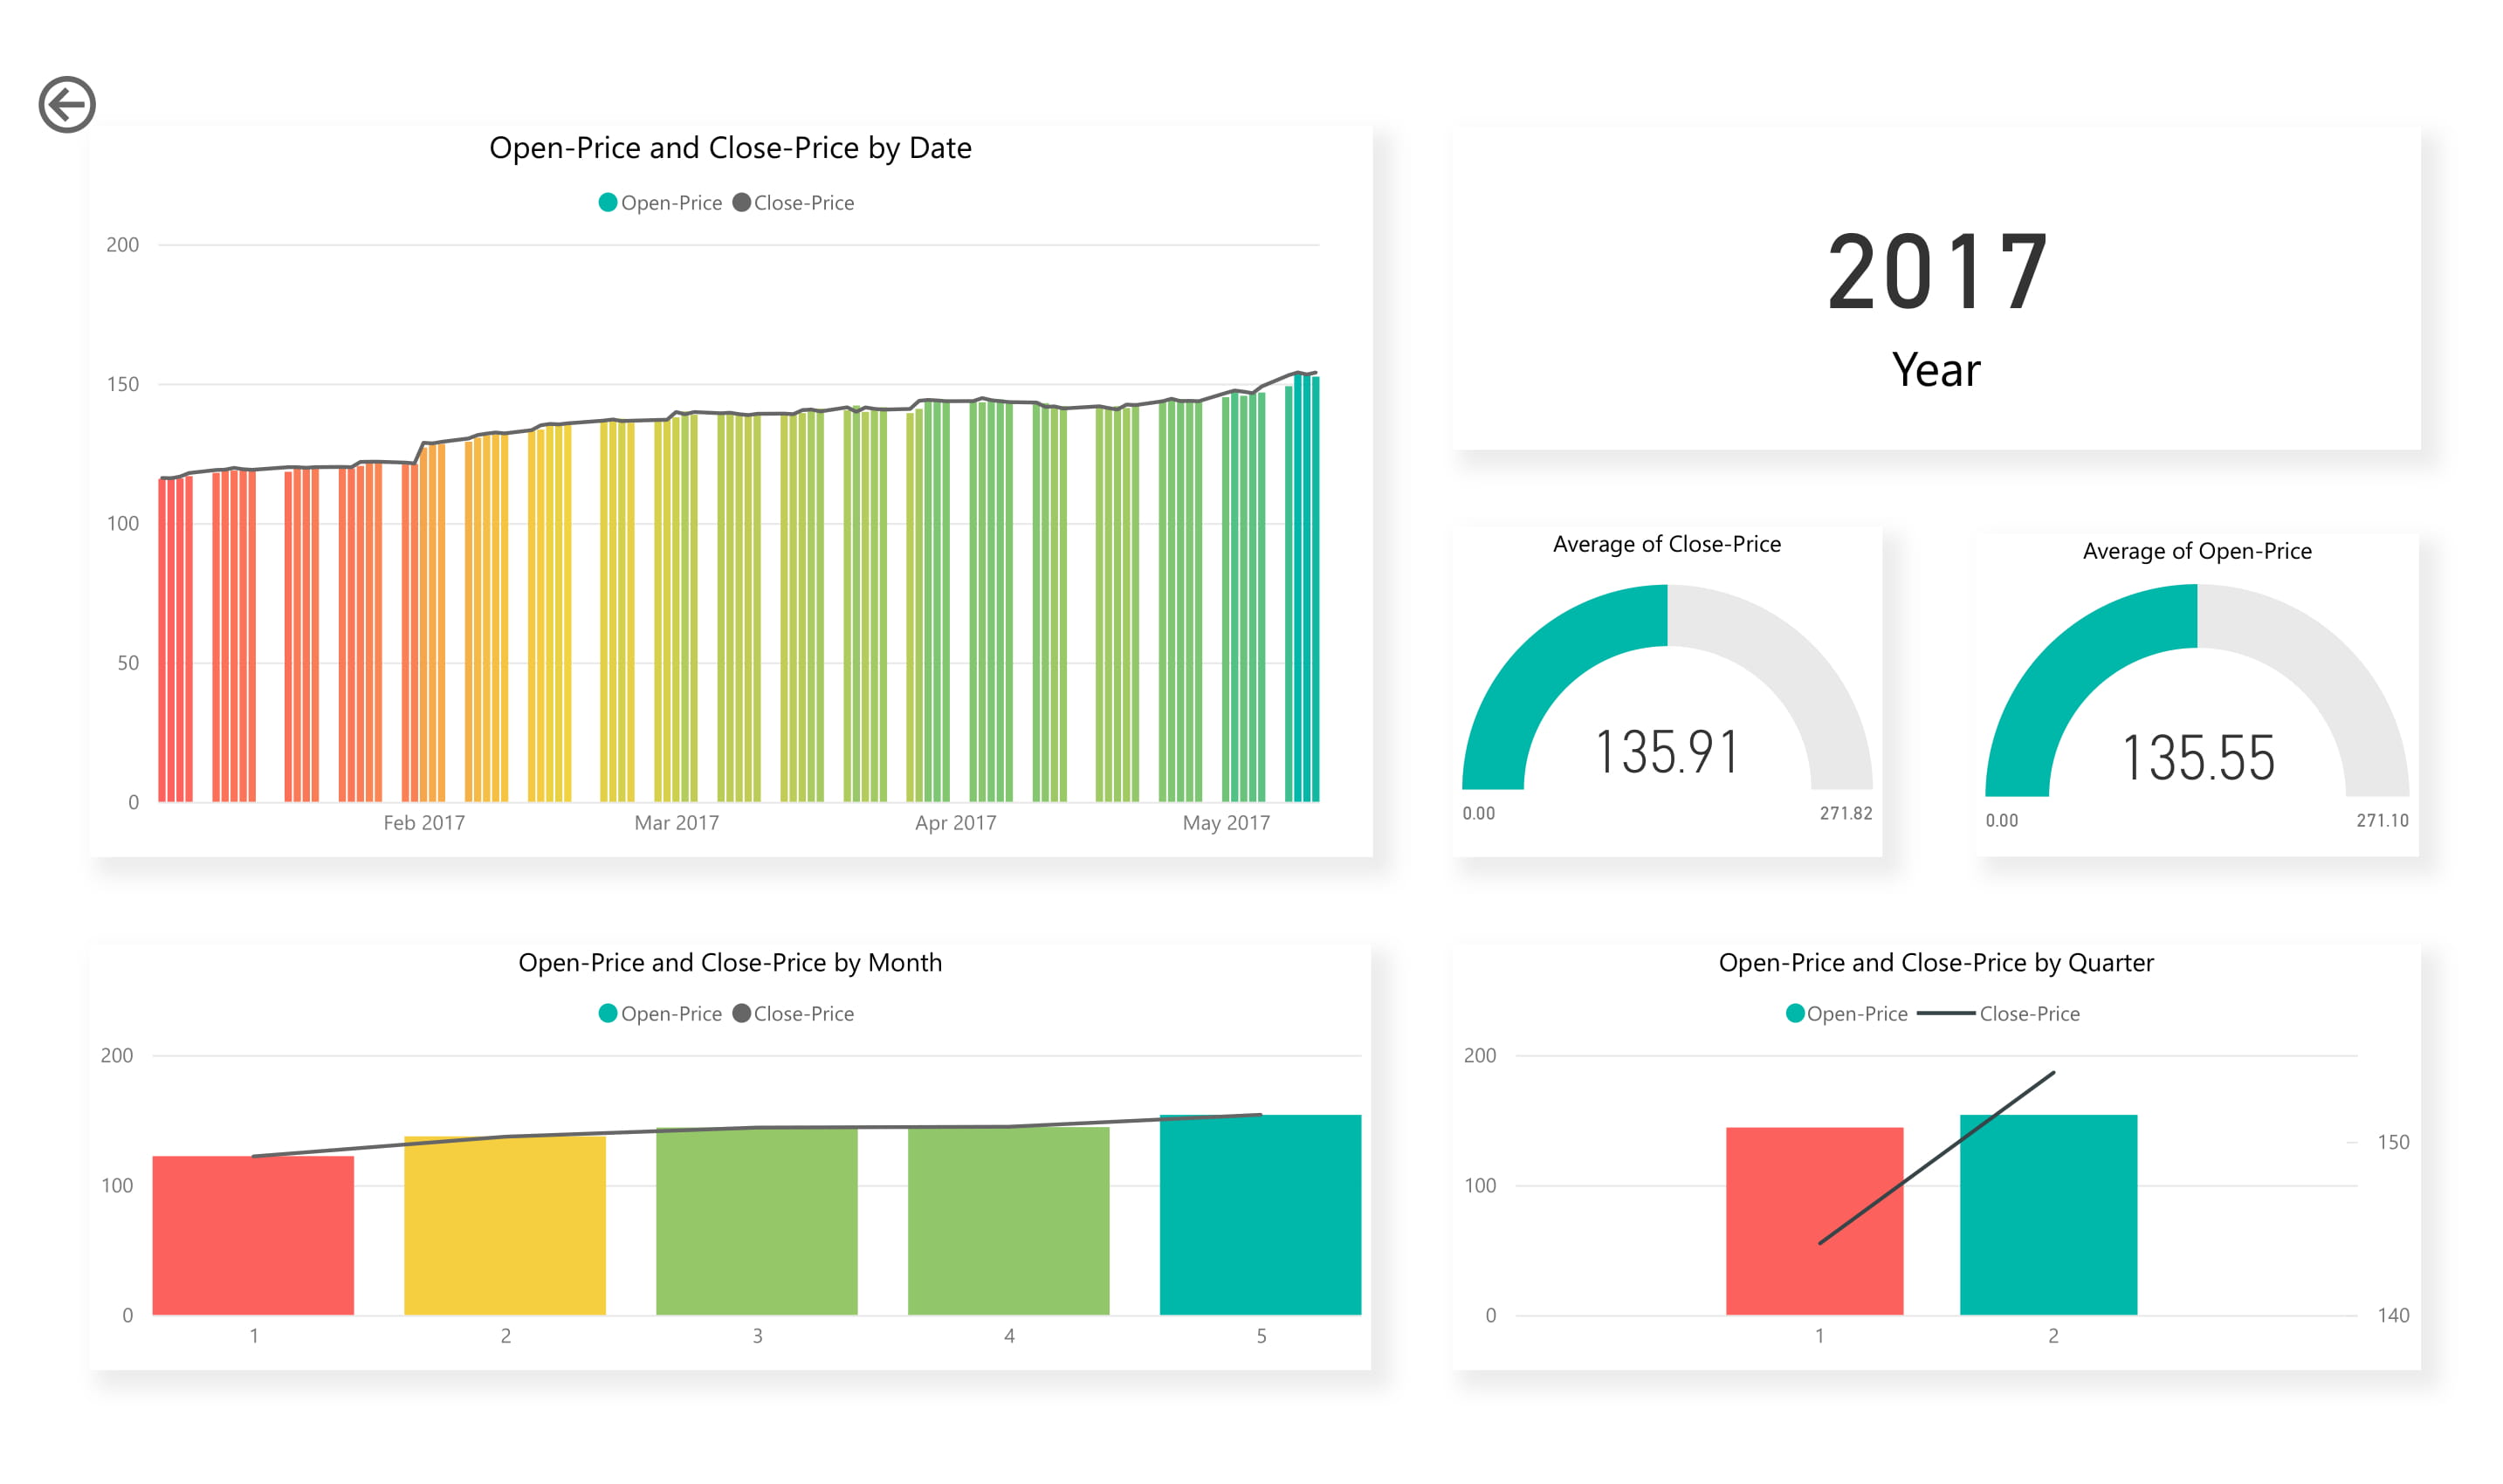 Open-Price and Close-Price by Date
Open-Price Close-Price
200
150
100
50
0
Feb 2017 Mar 2017 Apr 2017 May 2017
2017
Year
Average of Close-Price
135.91
0.00 271.82
Average of Open-Price
135.55
0.00 271.10
Open-Price and Close-Price by Month
Open-Price Close-Price
200
100
0
1 2 3 4 5
Open-Price and Close-Price by Quarter
Open-Price Close-Price
200
150
100
0 140
1 2